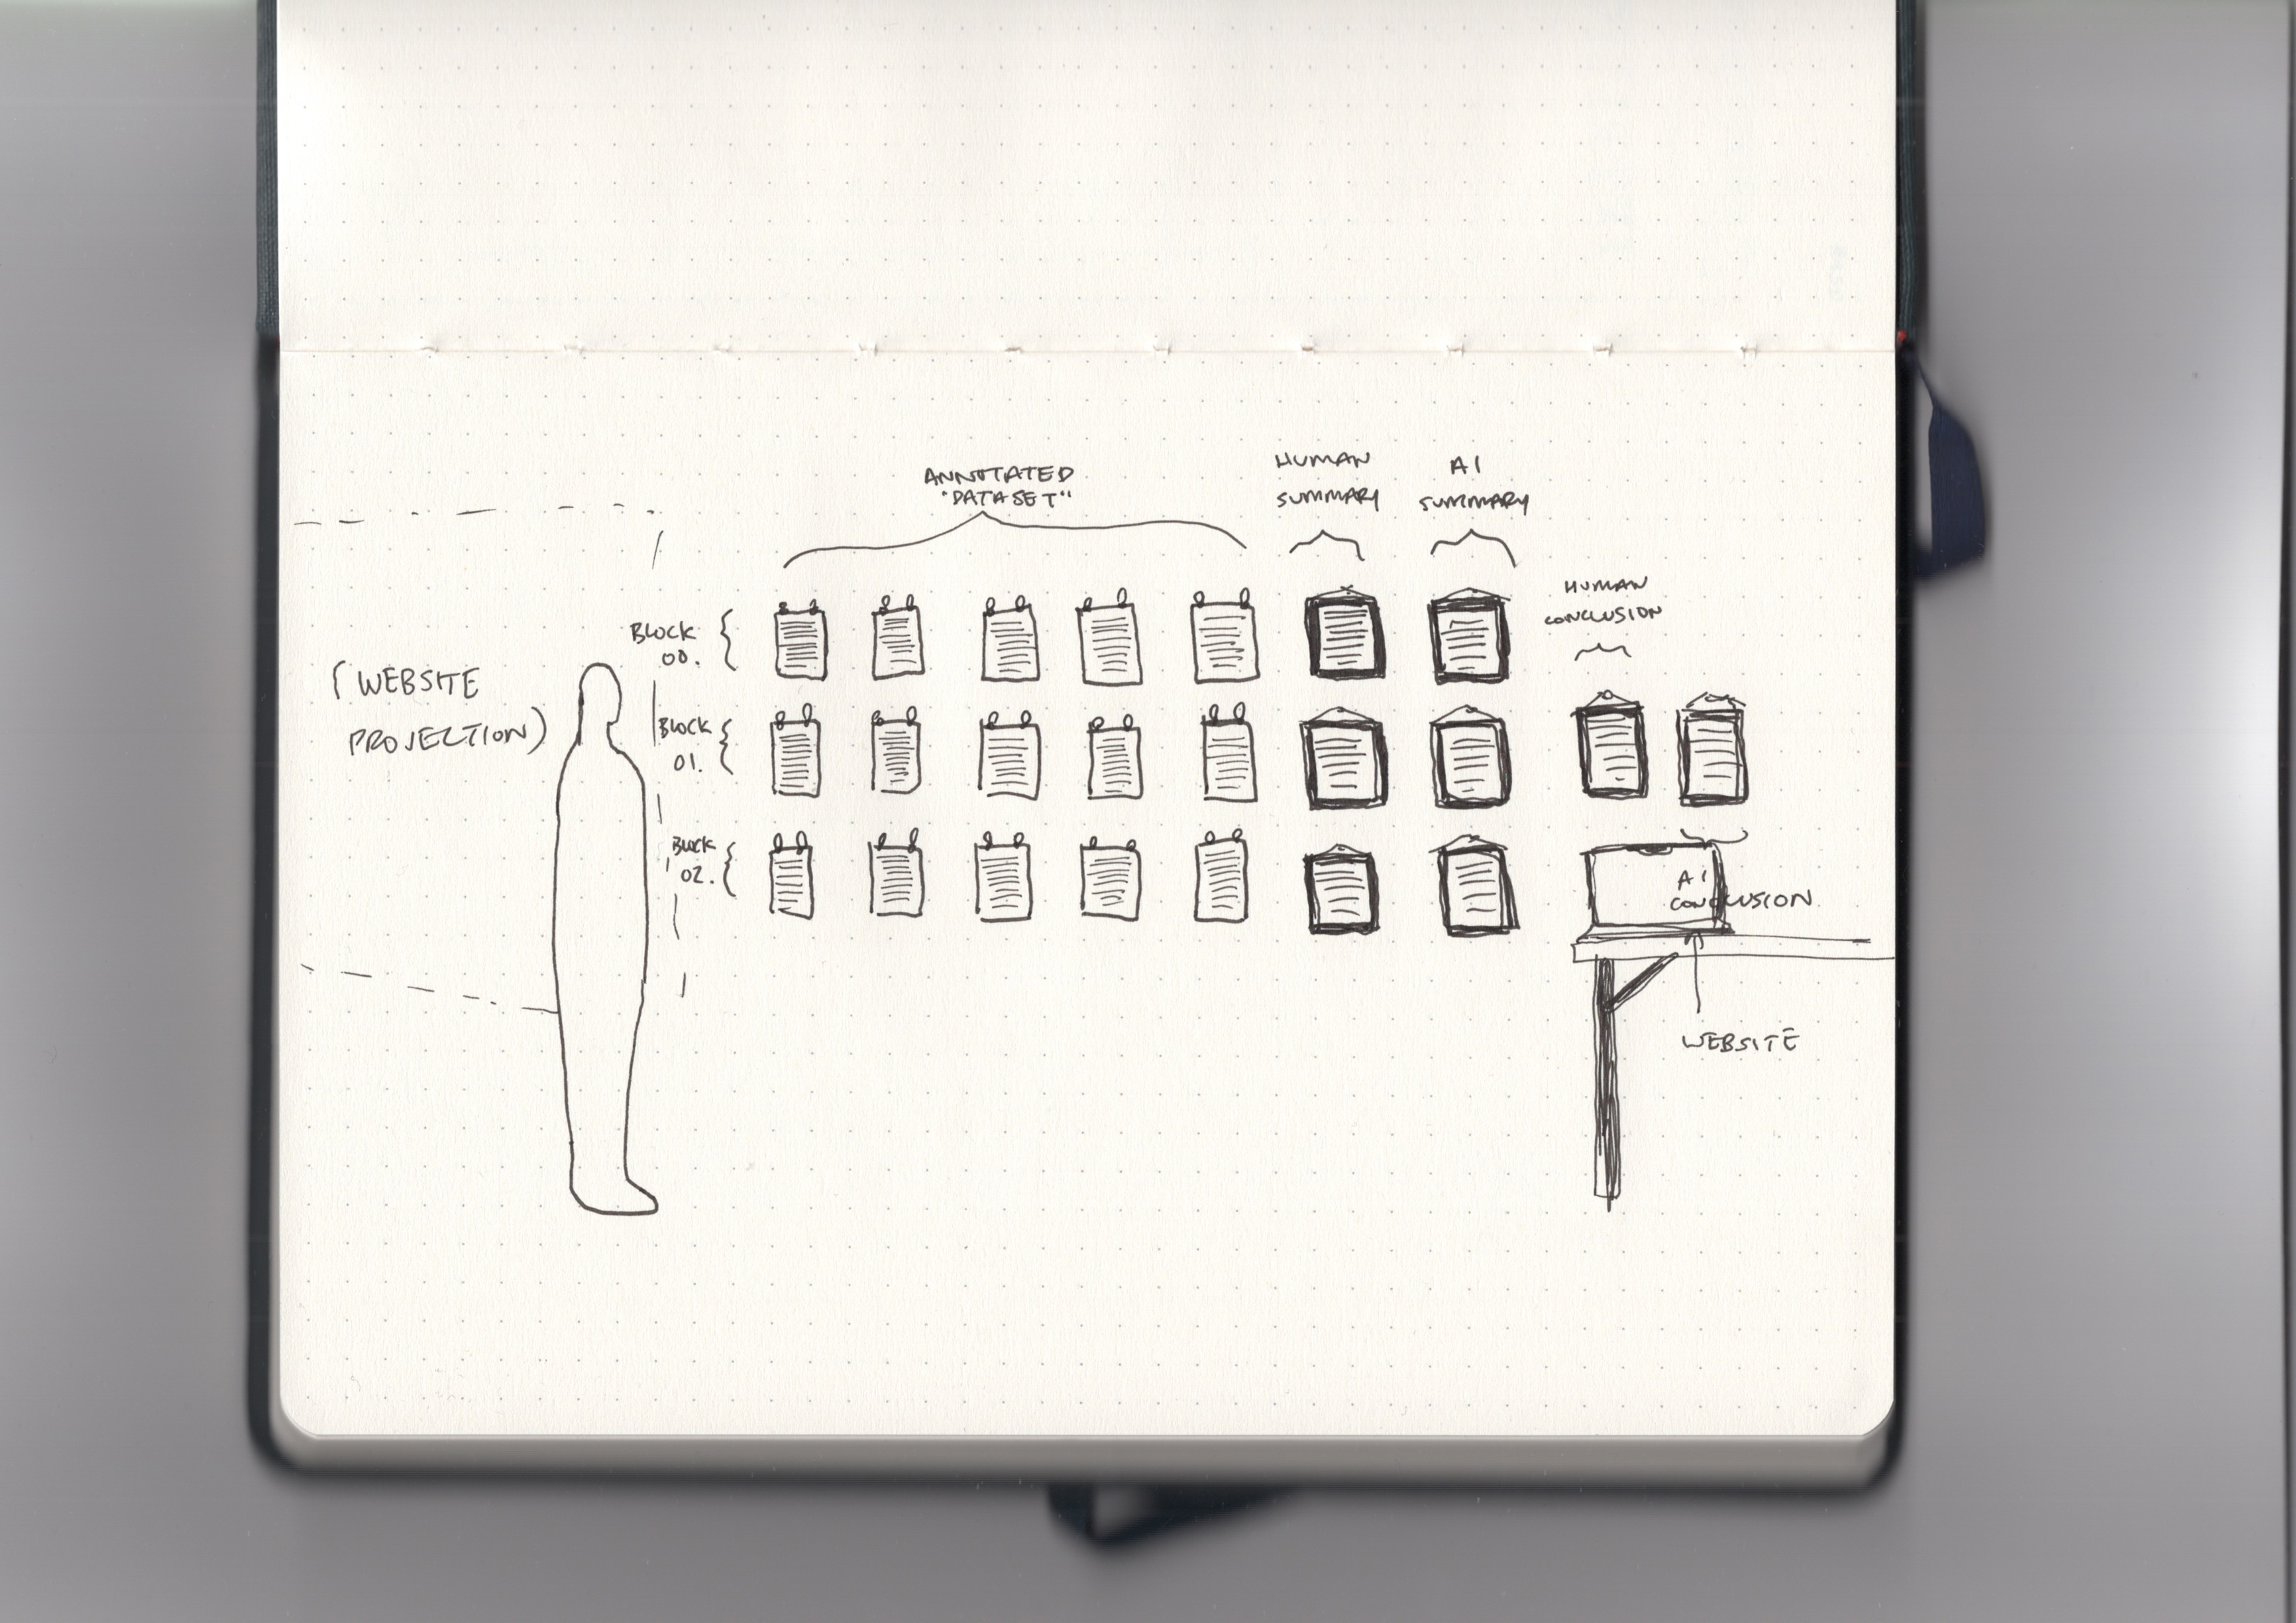 ANNOTATED
"DATASET"
HUMAN
SUMMARY
AI
SUMMARY
HUMAN
CONCLUSION
BLOCK
00.
(WEBSITE
PROJECTION)
BLOCK
01.
BLOCK
02.
AI
CONCLUSION
WEBSITE